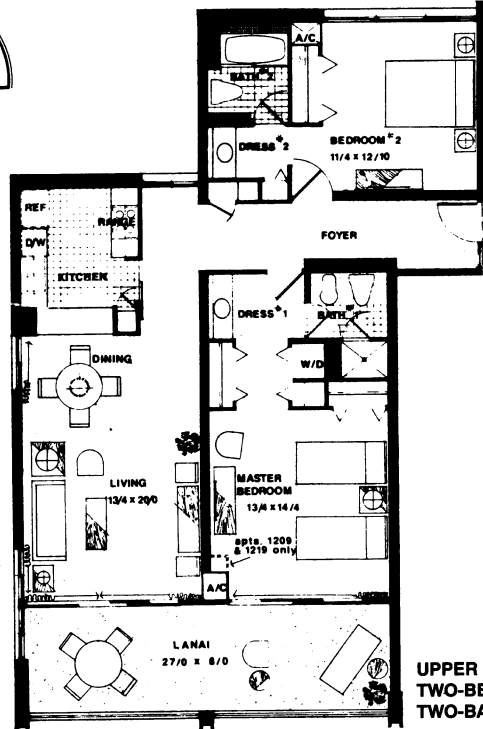 A/C
BATH #2
DRESS #2
BEDROOM #2
11/4 X 12/10
REF
RANGE
D/W
KITCHEN
FOYER
DRESS #1
BATH #1
W/D
DINING
LIVING
13/4 X 20/0
MASTER
BEDROOM
13/4 X 14/4
apts. 1209
& 1219 only
A/C
LANAI
27/0 X 8/0
UPPER
TWO-BE
TWO-BA